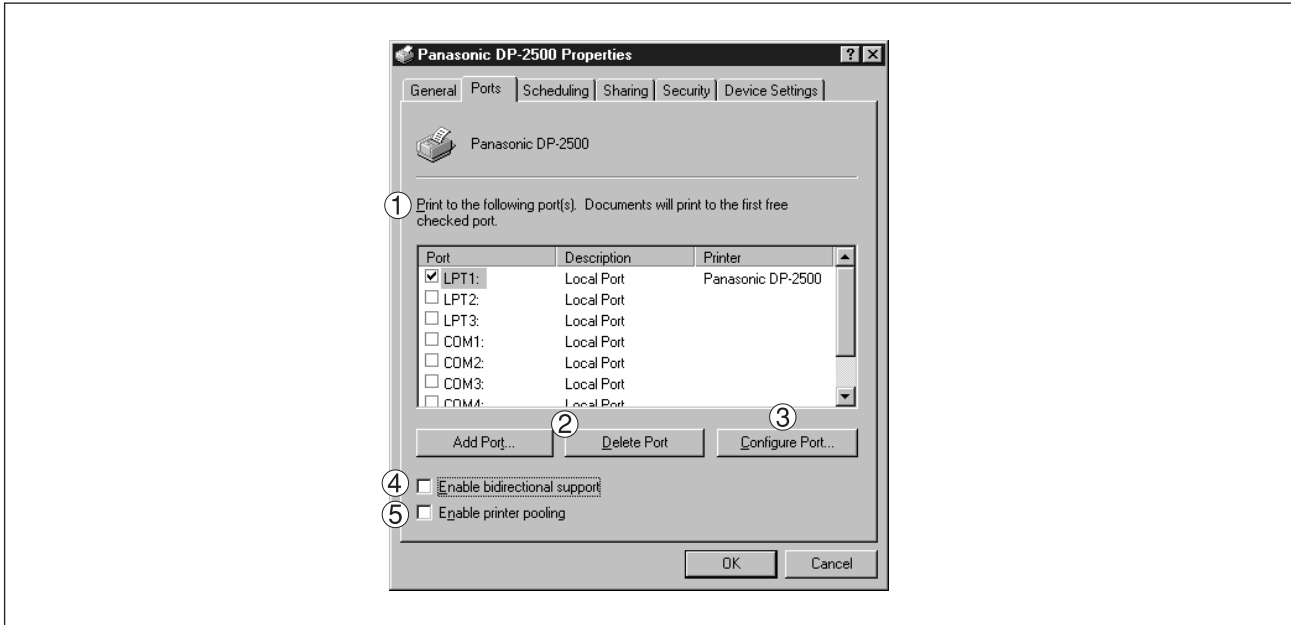 Panasonic DP-2500 Properties
General Ports Scheduling Sharing Security Device Settings
Panasonic DP-2500
① Print to the following port(s). Documents will print to the first free
checked port.
Port Description Printer
LPT1: Local Port Panasonic DP-2500
LPT2: Local Port
LPT3: Local Port
COM1: Local Port
COM2: Local Port
COM3: Local Port
COM4: Local Port
② ③
Add Port... Delete Port Configure Port...
④ Enable bidirectional support
⑤ Enable printer pooling
OK Cancel